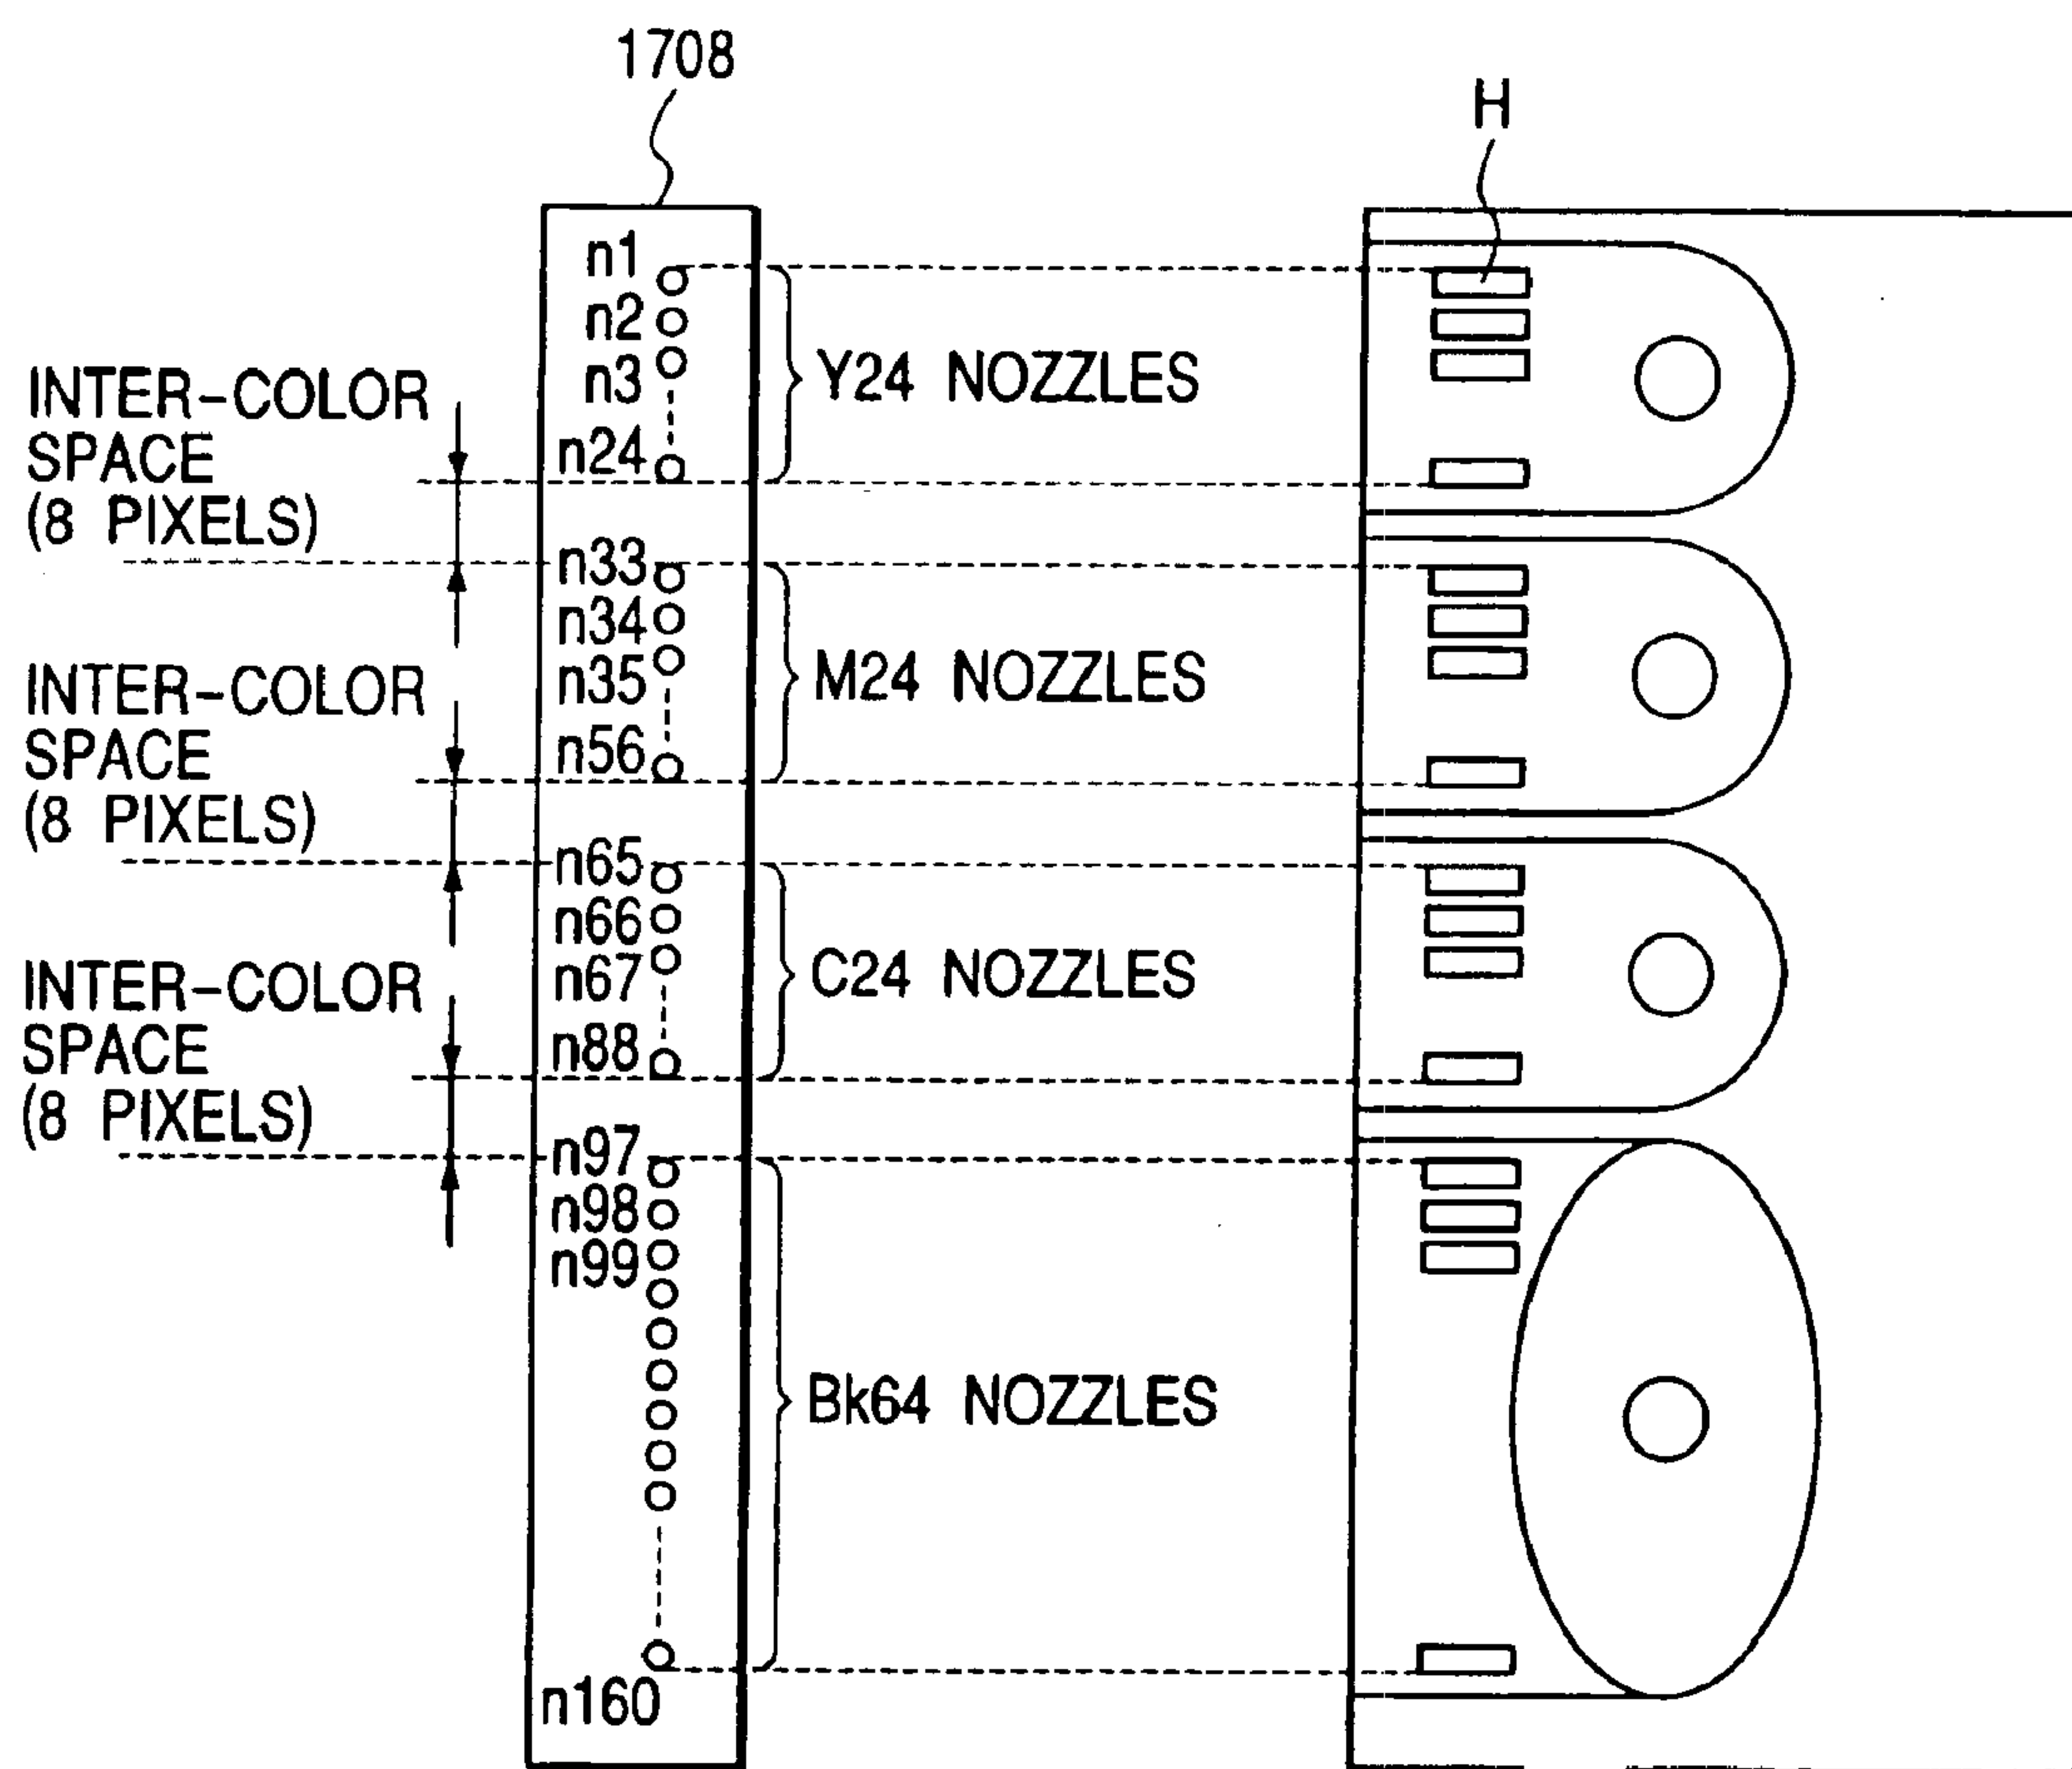 1708
H
n1
n2
n3
n24
Y24 NOZZLES
INTER-COLOR
SPACE
(8 PIXELS)
n33
n34
n35
n56
M24 NOZZLES
INTER-COLOR
SPACE
(8 PIXELS)
n65
n66
n67
n88
C24 NOZZLES
INTER-COLOR
SPACE
(8 PIXELS)
n97
n98
n99
Bk64 NOZZLES
n160